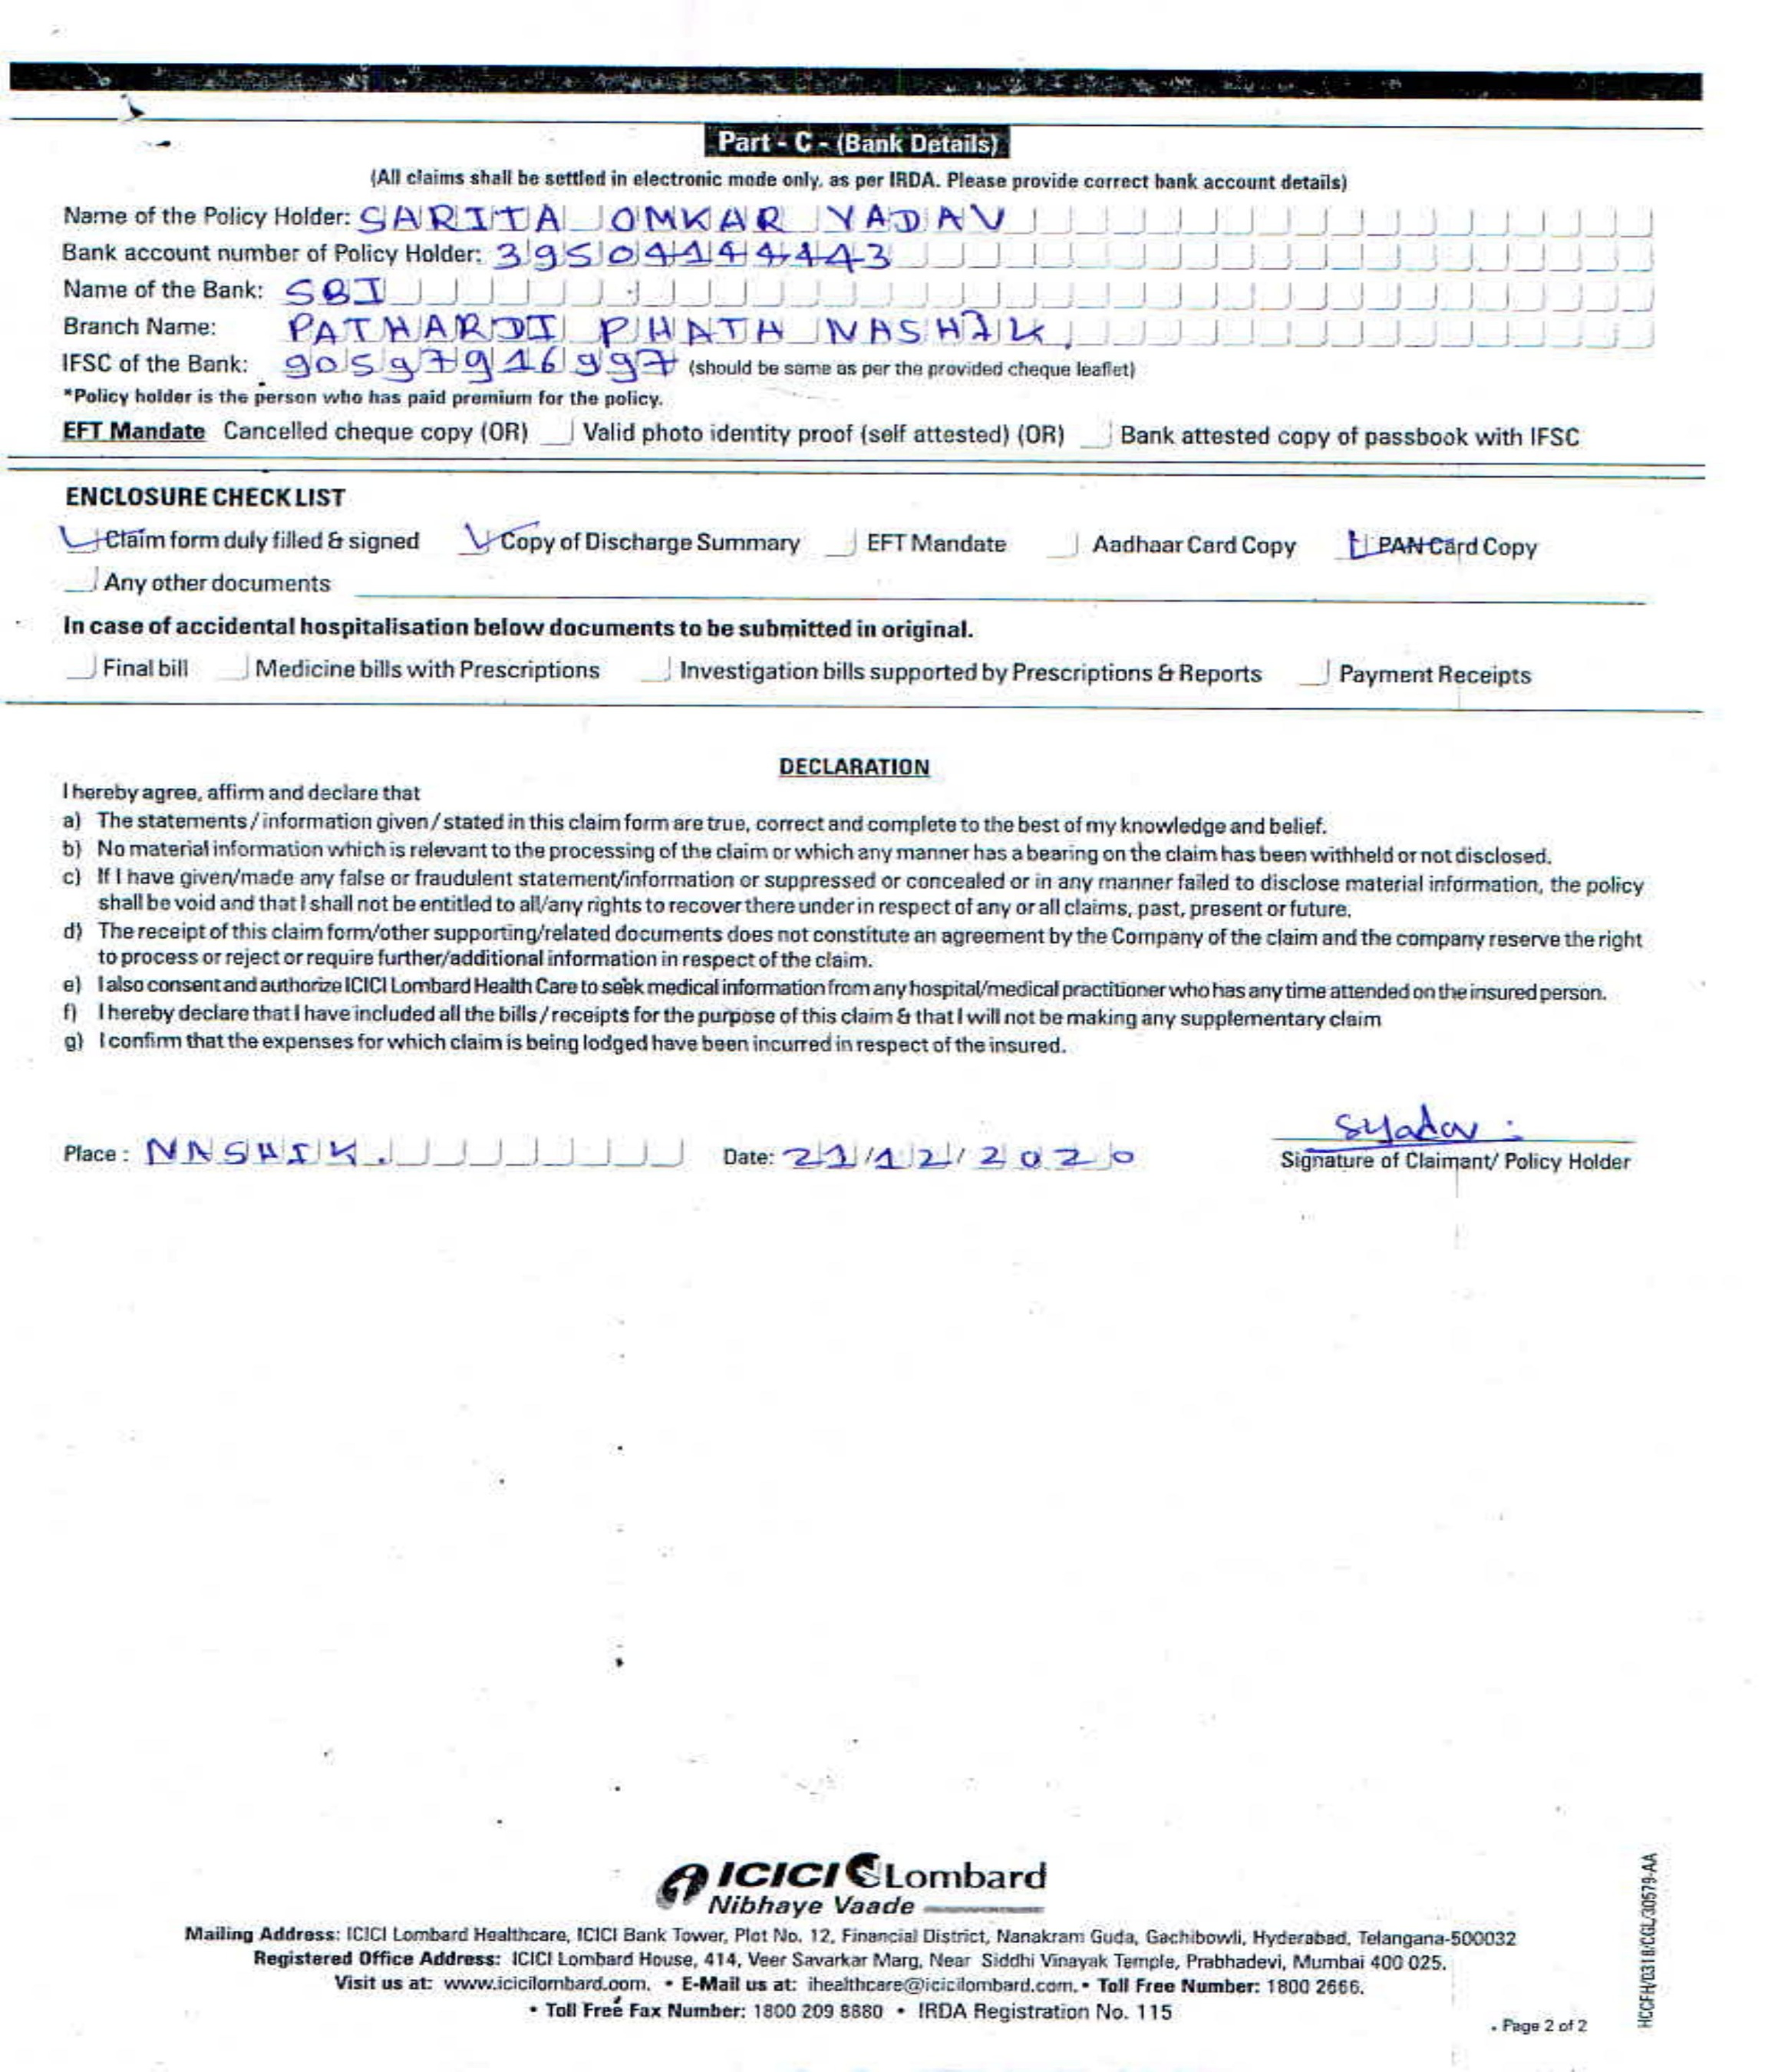 Part - C - (Bank Details)
(All claims shall be settled in electronic mode only, as per IRDA. Please provide correct bank account details)
Name of the Policy Holder: SARITA OMKAR YADAV
Bank account number of Policy Holder: 39504144443
Name of the Bank: SBI
Branch Name: PATHARDI PHATH NASHIK,
IFSC of the Bank: 90597916997 (should be same as per the provided cheque leaflet)
*Policy holder is the person who has paid premium for the policy.
EFT Mandate Cancelled cheque copy (OR) Valid photo identity proof (self attested) (OR) Bank attested copy of passbook with IFSC
ENCLOSURE CHECK LIST
Claim form duly filled & signed Copy of Discharge Summary EFT Mandate Aadhaar Card Copy PAN Card Copy
Any other documents
In case of accidental hospitalisation below documents to be submitted in original.
Final bill Medicine bills with Prescriptions Investigation bills supported by Prescriptions & Reports Payment Receipts
DECLARATION
I hereby agree, affirm and declare that
a) The statements / information given / stated in this claim form are true, correct and complete to the best of my knowledge and belief.
b) No material information which is relevant to the processing of the claim or which any manner has a bearing on the claim has been withheld or not disclosed.
c) If I have given/made any false or fraudulent statement/information or suppressed or concealed or in any manner failed to disclose material information, the policy
shall be void and that I shall not be entitled to all/any rights to recover there under in respect of any or all claims, past, present or future.
d) The receipt of this claim form/other supporting/related documents does not constitute an agreement by the Company of the claim and the company reserve the right
to process or reject or require further/additional information in respect of the claim.
e) I also consent and authorize ICICI Lombard Health Care to seek medical information from any hospital/medical practitioner who has any time attended on the insured person.
f) I hereby declare that I have included all the bills / receipts for the purpose of this claim & that I will not be making any supplementary claim
g) I confirm that the expenses for which claim is being lodged have been incurred in respect of the insured.
Syadav
Place : NNSHIK. Date: 21/12/2020 Signature of Claimant/ Policy Holder
ICICI Lombard
Nibhaye Vaade
Mailing Address: ICICI Lombard Healthcare, ICICI Bank Tower, Plot No. 12, Financial District, Nanakram Guda, Gachibowli, Hyderabad, Telangana-500032
Registered Office Address: ICICI Lombard House, 414, Veer Savarkar Marg, Near Siddhi Vinayak Temple, Prabhadevi, Mumbai 400 025.
Visit us at: www.icicilombard.com. • E-Mail us at: ihealthcare@icicilombard.com. • Toll Free Number: 1800 2666.
• Toll Free Fax Number: 1800 209 8880 • IRDA Registration No. 115
Page 2 of 2
HCCFH/0318/CGL/30579-AA